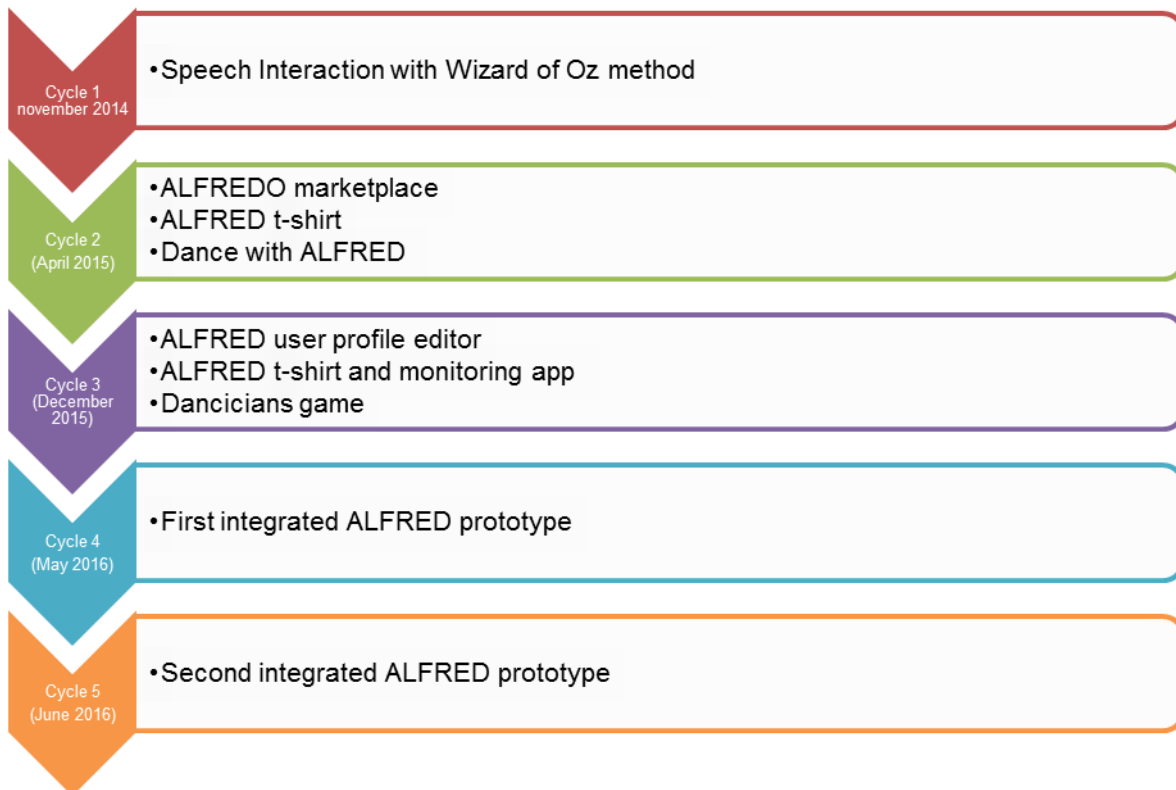 Cycle 1
november 2014
•Speech Interaction with Wizard of Oz method
Cycle 2
(April 2015)
•ALFREDO marketplace
•ALFRED t-shirt
•Dance with ALFRED
Cycle 3
(December
2015)
•ALFRED user profile editor
•ALFRED t-shirt and monitoring app
•Dancicians game
Cycle 4
(May 2016)
•First integrated ALFRED prototype
Cycle 5
(June 2016)
•Second integrated ALFRED prototype